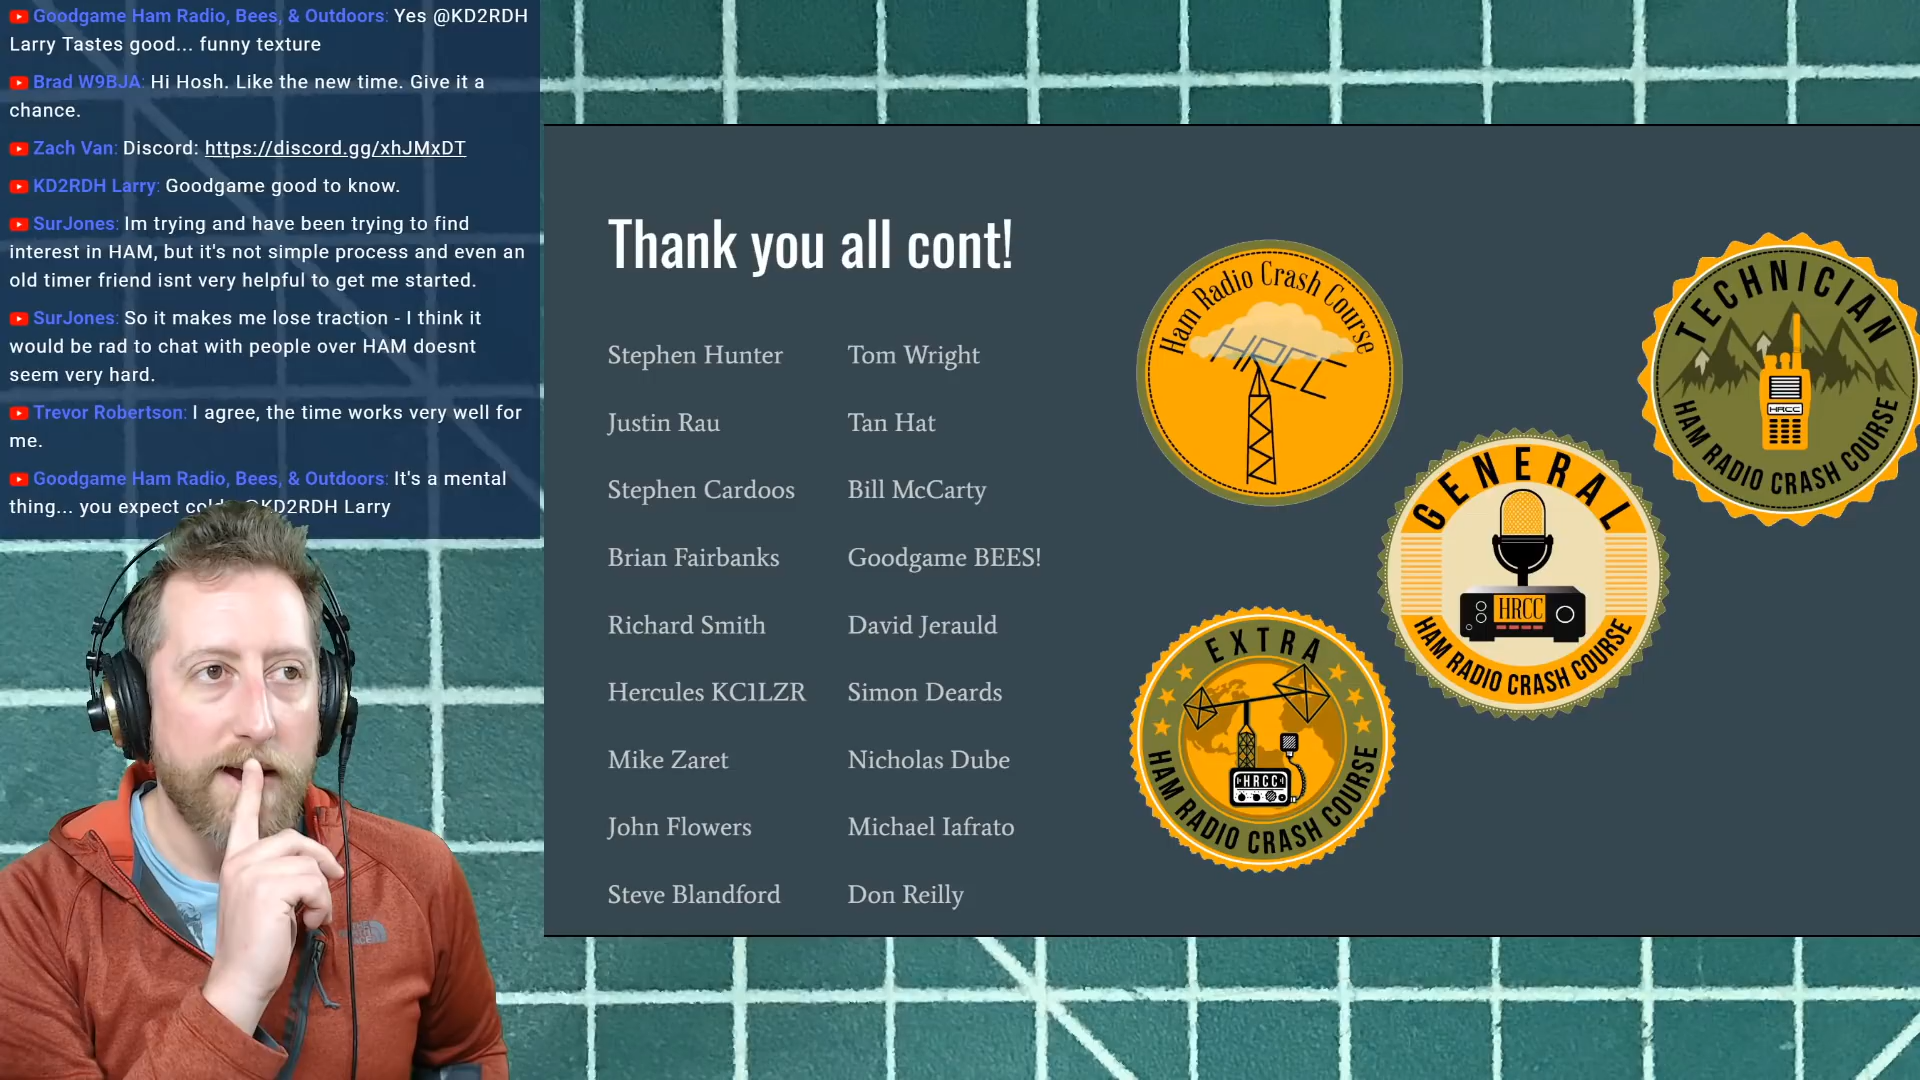 Goodgame Ham Radio, Bees, & Outdoors: Yes @KD2RDH
Larry Tastes good... funny texture
Brad W9BJA: Hi Hosh. Like the new time. Give it a
chance.
Zach Van: Discord: https://discord.gg/xhJMxDT
KD2RDH Larry: Goodgame good to know.
SurJones: Im trying and have been trying to find
interest in HAM, but it's not simple process and even an
old timer friend isnt very helpful to get me started.
SurJones: So it makes me lose traction - I think it
would be rad to chat with people over HAM doesnt
seem very hard.
Trevor Robertson: I agree, the time works very well for
me.
Goodgame Ham Radio, Bees, & Outdoors: It's a mental
thing... you expect KD2RDH Larry
Thank you all cont!
Stephen Hunter
Justin Rau
Stephen Cardoos
Brian Fairbanks
Richard Smith
Hercules KC1LZR
Mike Zaret
John Flowers
Steve Blandford
Tom Wright
Tan Hat
Bill McCarty
Goodgame BEES!
David Jerauld
Simon Deards
Nicholas Dube
Michael Iafrato
Don Reilly
Ham Radio Crash Course
HRCC
TECHNICIAN
HRCC
HAM RADIO CRASH COURSE
GENERAL
HRCC
HAM RADIO CRASH COURSE
EXTRA
HRCC
HAM RADIO CRASH COURSE
THE NORTH FACE